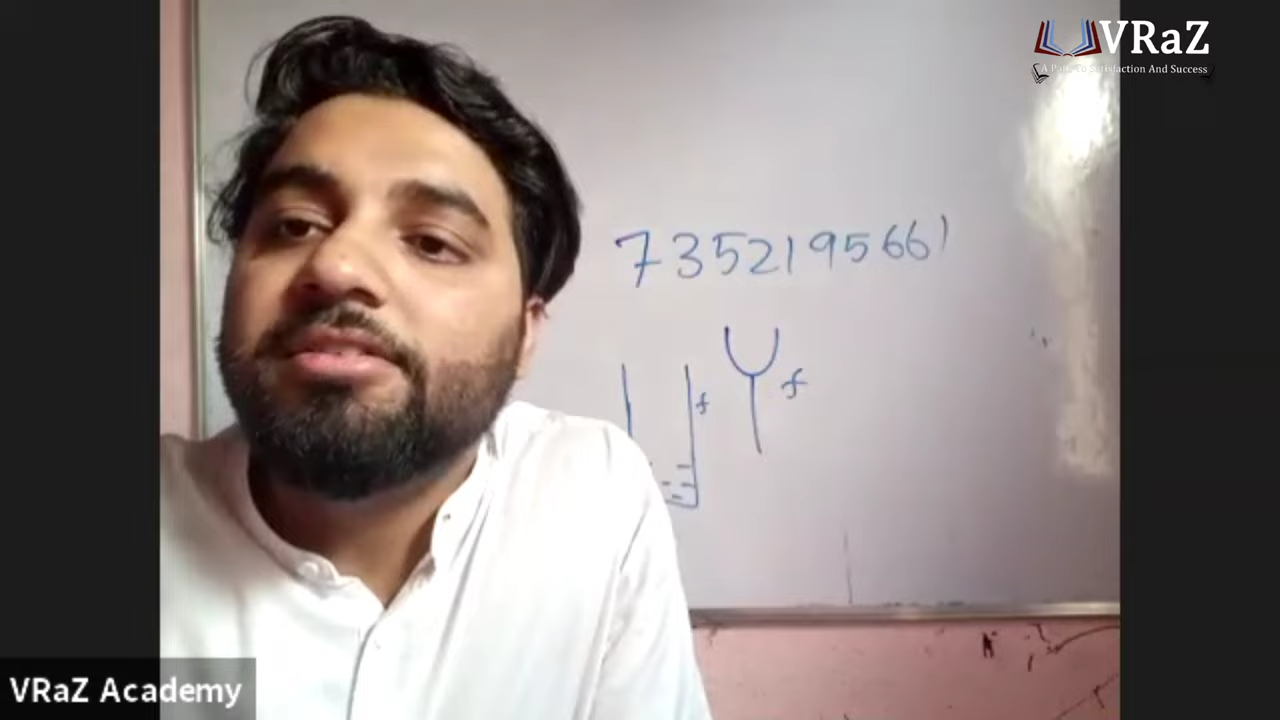 VRaZ
A Path To Satisfaction And Success
7352195661
f
f
VRaZ Academy